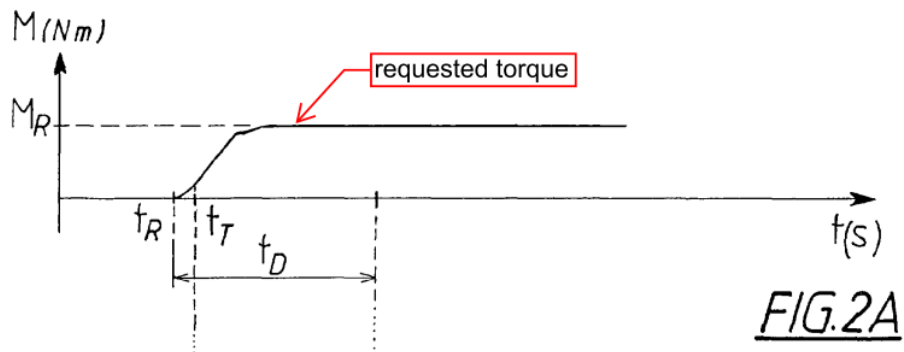 M(Nm)
requested torque
MR
tR
tT
t(s)
tD
FIG.2A